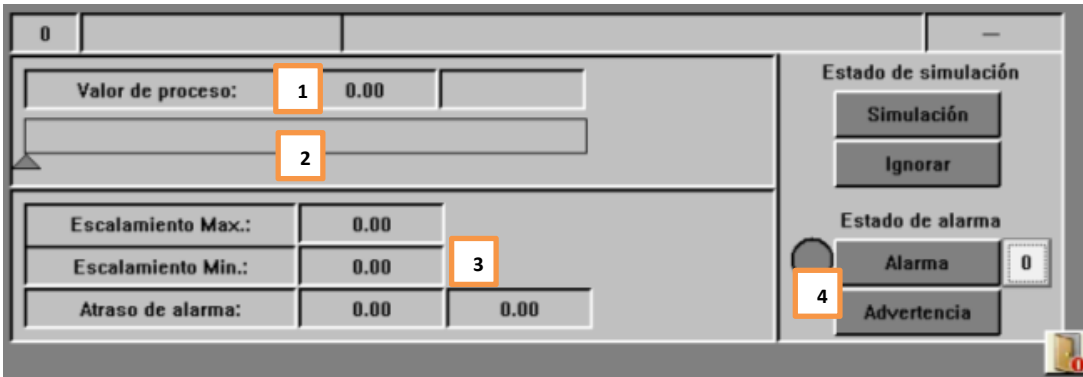 0 —
Valor de proceso: 1 0.00
2
Escalamiento Max.: 0.00
Escalamiento Min.: 0.00 3
Atraso de alarma: 0.00 0.00
Estado de simulación
Simulación
Ignorar
Estado de alarma
Alarma 0
4 Advertencia
0